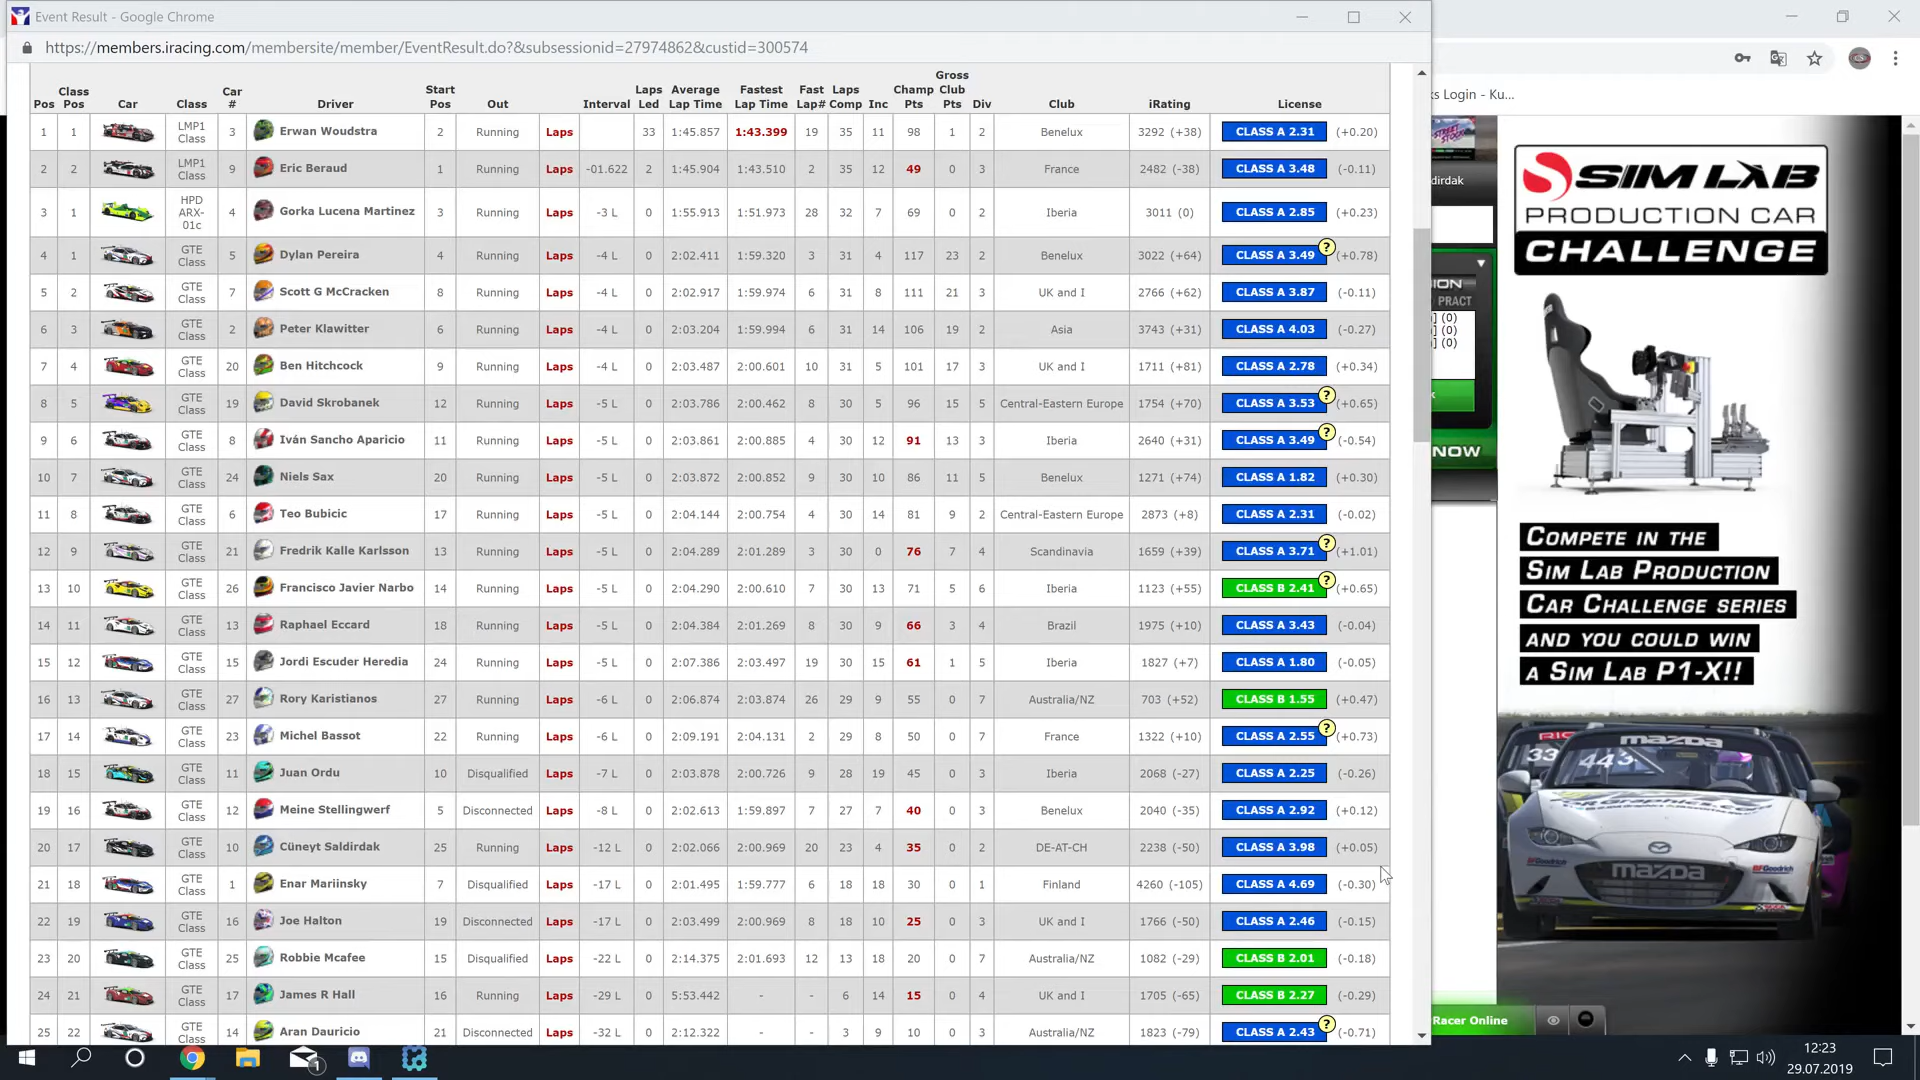 Event Result - Google Chrome
https://members.iracing.com/membersite/member/EventResult.do?&subsessionid=27974862&custid=300574
Pos Class Pos Car Class Car # Driver Start Pos Out Interval Laps Led Average Lap Time Fastest Lap Time Fast Lap# Laps Comp Inc Champ Pts Gross Club Pts Div Club iRating License
1 1 LMP1 Class 3 Erwan Woudstra 2 Running Laps 33 1:45.857 1:43.399 19 35 11 98 1 2 Benelux 3292 (+38) CLASS A 2.31 (+0.20)
2 2 LMP1 Class 9 Eric Beraud 1 Running Laps -01.622 2 1:45.904 1:43.510 2 35 12 49 0 3 France 2482 (-38) CLASS A 3.48 (-0.11)
3 1 HPD ARX-01c 4 Gorka Lucena Martinez 3 Running Laps -3 L 0 1:55.913 1:51.973 28 32 7 69 0 2 Iberia 3011 (0) CLASS A 2.85 (+0.23)
4 1 GTE Class 5 Dylan Pereira 4 Running Laps -4 L 0 2:02.411 1:59.320 3 31 4 117 23 2 Benelux 3022 (+64) CLASS A 3.49 ? (+0.78)
5 2 GTE Class 7 Scott G McCracken 8 Running Laps -4 L 0 2:02.917 1:59.974 6 31 8 111 21 3 UK and I 2766 (+62) CLASS A 3.87 (-0.11)
6 3 GTE Class 2 Peter Klawitter 6 Running Laps -4 L 0 2:03.204 1:59.994 6 31 14 106 19 2 Asia 3743 (+31) CLASS A 4.03 (-0.27)
7 4 GTE Class 20 Ben Hitchcock 9 Running Laps -4 L 0 2:03.487 2:00.601 10 31 5 101 17 3 UK and I 1711 (+81) CLASS A 2.78 (+0.34)
8 5 GTE Class 19 David Skrobanek 12 Running Laps -5 L 0 2:03.786 2:00.462 8 30 5 96 15 5 Central-Eastern Europe 1754 (+70) CLASS A 3.53 ? (+0.65)
9 6 GTE Class 8 Iván Sancho Aparicio 11 Running Laps -5 L 0 2:03.861 2:00.885 4 30 12 91 13 3 Iberia 2640 (+31) CLASS A 3.49 ? (-0.54)
10 7 GTE Class 24 Niels Sax 20 Running Laps -5 L 0 2:03.872 2:00.852 9 30 10 86 11 5 Benelux 1271 (+74) CLASS A 1.82 (+0.30)
11 8 GTE Class 6 Teo Bubicic 17 Running Laps -5 L 0 2:04.144 2:00.754 4 30 14 81 9 2 Central-Eastern Europe 2873 (+8) CLASS A 2.31 (-0.02)
12 9 GTE Class 21 Fredrik Kalle Karlsson 13 Running Laps -5 L 0 2:04.289 2:01.289 3 30 0 76 7 4 Scandinavia 1659 (+39) CLASS A 3.71 ? (+1.01)
13 10 GTE Class 26 Francisco Javier Narbo 14 Running Laps -5 L 0 2:04.290 2:00.610 7 30 13 71 5 6 Iberia 1123 (+55) CLASS B 2.41 ? (+0.65)
14 11 GTE Class 13 Raphael Eccard 18 Running Laps -5 L 0 2:04.384 2:01.269 8 30 9 66 3 4 Brazil 1975 (+10) CLASS A 3.43 (-0.04)
15 12 GTE Class 15 Jordi Escuder Heredia 24 Running Laps -5 L 0 2:07.386 2:03.497 19 30 15 61 1 5 Iberia 1827 (+7) CLASS A 1.80 (-0.05)
16 13 GTE Class 27 Rory Karistianos 27 Running Laps -5 L 0 2:06.874 2:03.874 26 29 9 55 0 7 Australia/NZ 703 (+52) CLASS B 1.55 (+0.47)
17 14 GTE Class 23 Michel Bassot 22 Running Laps -6 L 0 2:09.191 2:04.131 2 29 8 50 0 7 France 1322 (+10) CLASS A 2.55 ? (+0.73)
18 15 GTE Class 11 Juan Ordu 10 Disqualified Laps -7 L 0 2:03.878 2:00.726 9 28 19 45 0 3 Iberia 2068 (-27) CLASS A 2.25 (-0.26)
19 16 GTE Class 12 Meine Stellingwerf 5 Disconnected Laps -8 L 0 2:02.613 1:59.897 7 27 7 40 0 3 Benelux 2040 (-35) CLASS A 2.92 (+0.12)
20 17 GTE Class 10 Cüneyt Saldirdak 25 Running Laps -12 L 0 2:02.066 2:00.969 20 23 4 35 0 2 DE-AT-CH 2238 (-50) CLASS A 3.98 (+0.05)
21 18 GTE Class 1 Enar Mariinsky 7 Disqualified Laps -17 L 0 2:01.495 1:59.777 6 18 18 30 0 1 Finland 4260 (-105) CLASS A 4.69 (-0.30)
22 19 GTE Class 16 Joe Halton 19 Disconnected Laps -17 L 0 2:03.499 2:00.969 8 18 10 25 0 3 UK and I 1766 (-50) CLASS A 2.46 (-0.15)
23 20 GTE Class 25 Robbie Mcafee 15 Disqualified Laps -22 L 0 2:14.375 2:01.693 12 13 18 20 0 7 Australia/NZ 1082 (-29) CLASS B 2.01 (-0.18)
24 21 GTE Class 17 James R Hall 16 Running Laps -29 L 0 5:53.442 - - 6 14 15 0 4 UK and I 1705 (-65) CLASS B 2.27 (-0.29)
25 22 GTE Class 14 Aran Dauricio 21 Disconnected Laps -32 L 0 2:12.322 - - 3 9 10 0 3 Australia/NZ 1823 (-79) CLASS A 2.43 ? (-0.71)
ks Login - Ku...
STREET STOCK
dirdak
ION
PRACT
] (0)
] (0)
] (0)
k
NOW
Racer Online
SIM LAB
PRODUCTION CAR
CHALLENGE
COMPETE IN THE
SIM LAB PRODUCTION
CAR CHALLENGE SERIES
AND YOU COULD WIN
A SIM LAB P1-X!!
33
443
mazda
BFGoodrich
BFGoodrich
mazda
1
12:23
29.07.2019